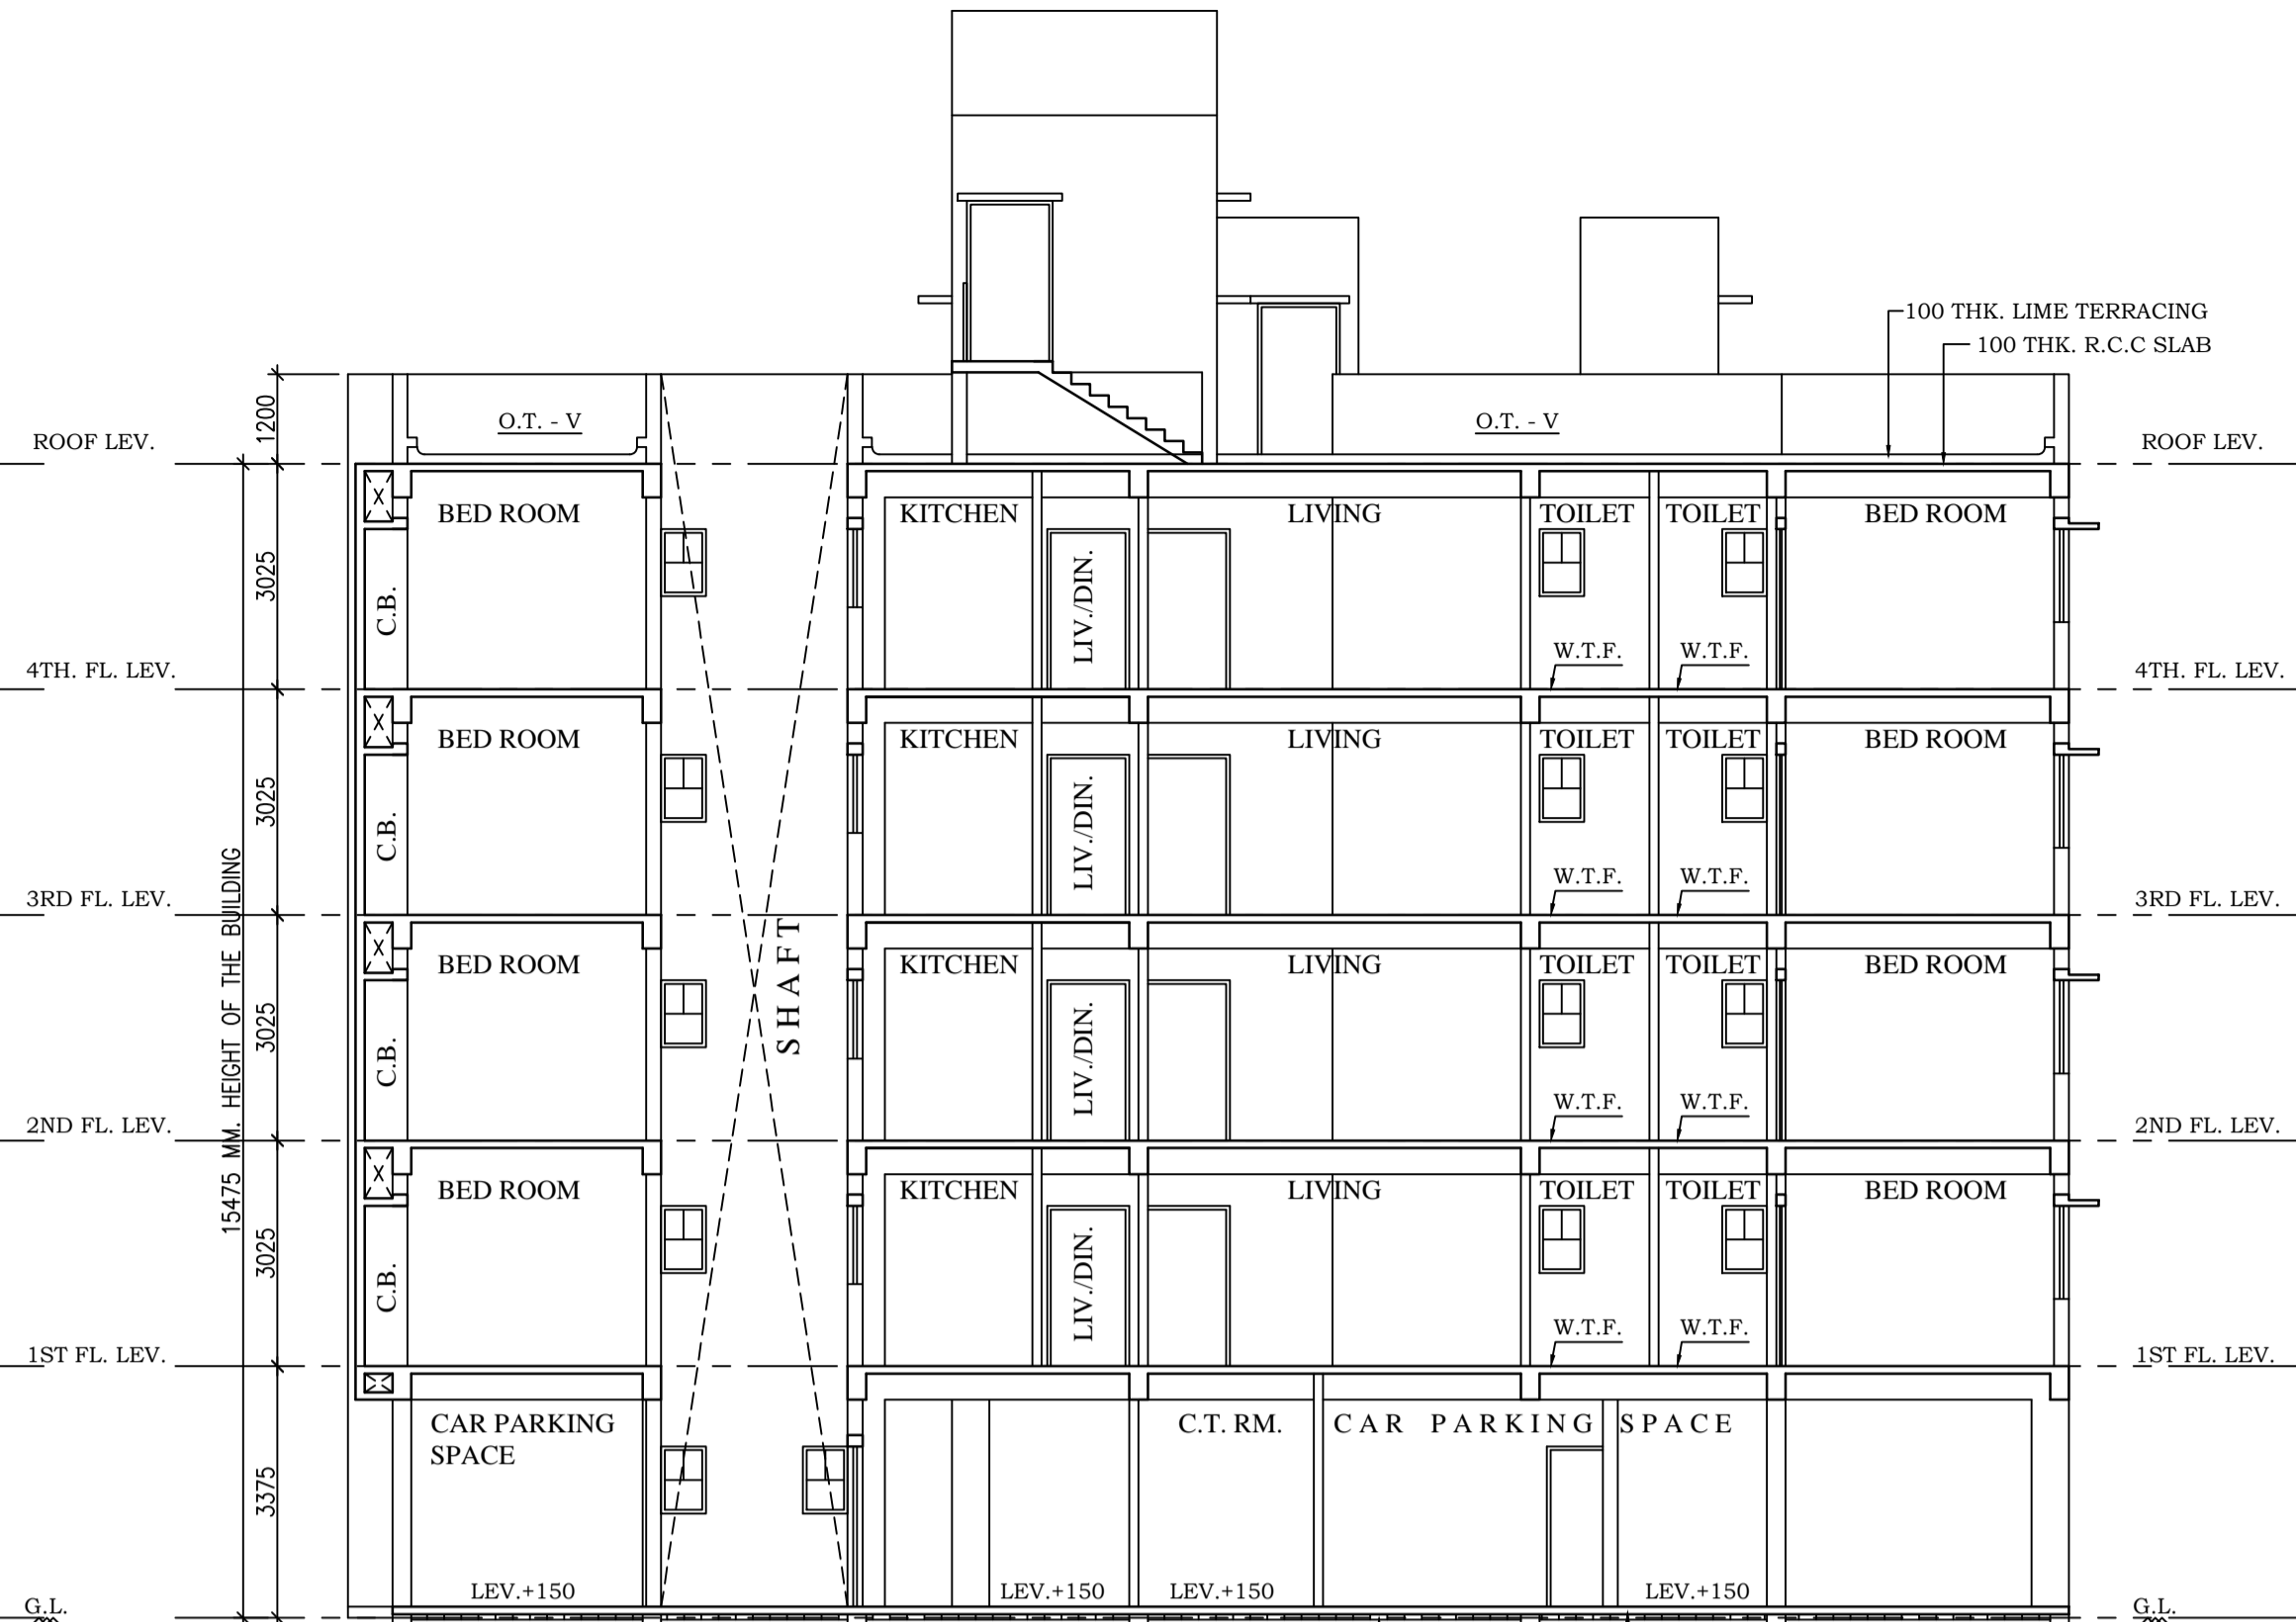 100 THK. LIME TERRACING
100 THK. R.C.C SLAB
1200
O.T. - V
O.T. - V
ROOF LEV.
ROOF LEV.
BED ROOM
KITCHEN
LIVING
TOILET
TOILET
BED ROOM
3025
C.B.
LIV./DIN.
W.T.F.
W.T.F.
4TH. FL. LEV.
4TH. FL. LEV.
BED ROOM
KITCHEN
LIVING
TOILET
TOILET
BED ROOM
3025
C.B.
LIV./DIN.
W.T.F.
W.T.F.
3RD FL. LEV.
3RD FL. LEV.
15475 MM. HEIGHT OF THE BUILDING
SHAFT
BED ROOM
KITCHEN
LIVING
TOILET
TOILET
BED ROOM
3025
C.B.
LIV./DIN.
W.T.F.
W.T.F.
2ND FL. LEV.
2ND FL. LEV.
BED ROOM
KITCHEN
LIVING
TOILET
TOILET
BED ROOM
3025
C.B.
LIV./DIN.
W.T.F.
W.T.F.
1ST FL. LEV.
1ST FL. LEV.
CAR PARKING
SPACE
C.T. RM.
CAR PARKING SPACE
3375
LEV.+150
LEV.+150
LEV.+150
LEV.+150
G.L.
G.L.